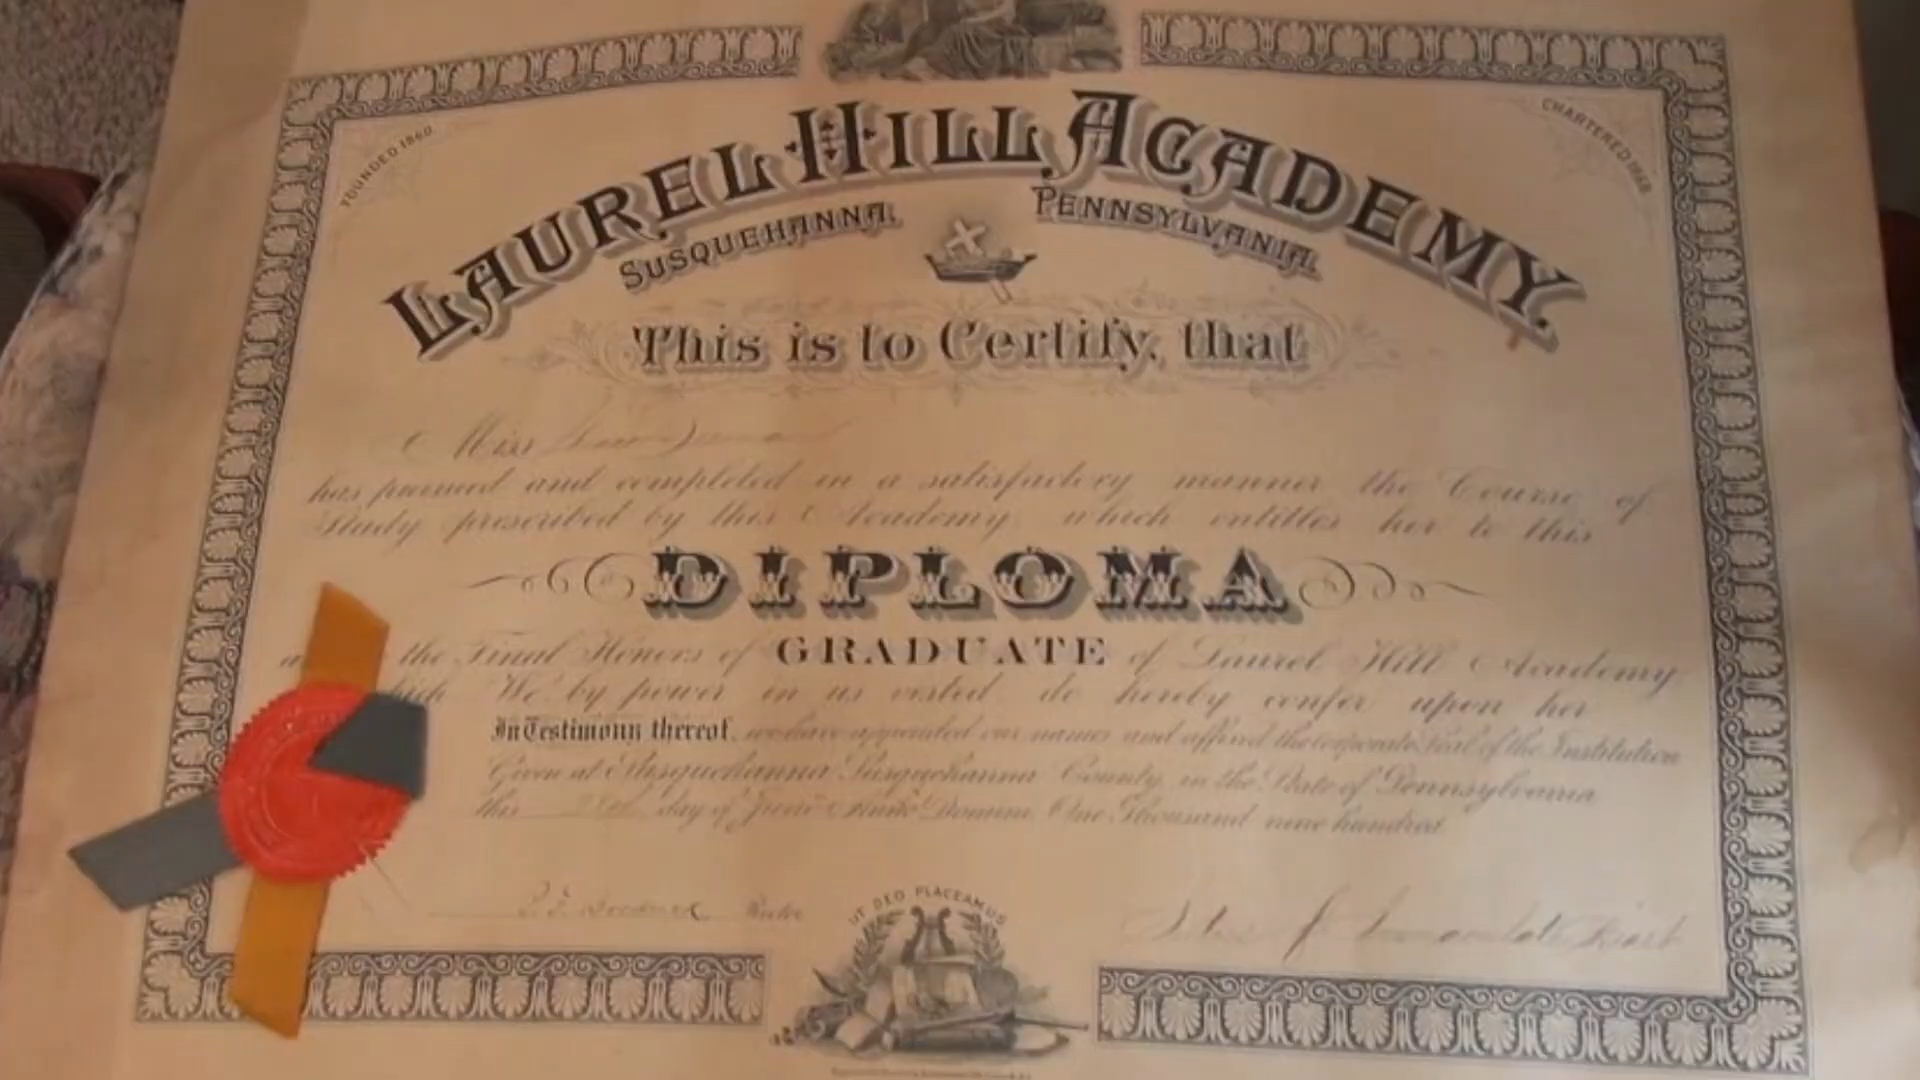 FOUNDED 1860
CHARTERED
LAUREL HILL ACADEMY.
SUSQUEHANNA, PENNSYLVANIA.
This is to Certify, that
Miss
has pursued and completed in a satisfactory manner the Course of
Study prescribed by this Academy which entitles her to this
DIPLOMA
the Final Honors of GRADUATE of Laurel Hill Academy,
We by power in us vested do hereby confer upon her
In Testimony thereof, we have appended our names and affixed the corporate Seal of the Institution
Given at Susquehanna Susquehanna County, in the State of Pennsylvania
this day of June Anno Domini One Thousand nine hundred
Rector
UT DEO PLACEAMUS